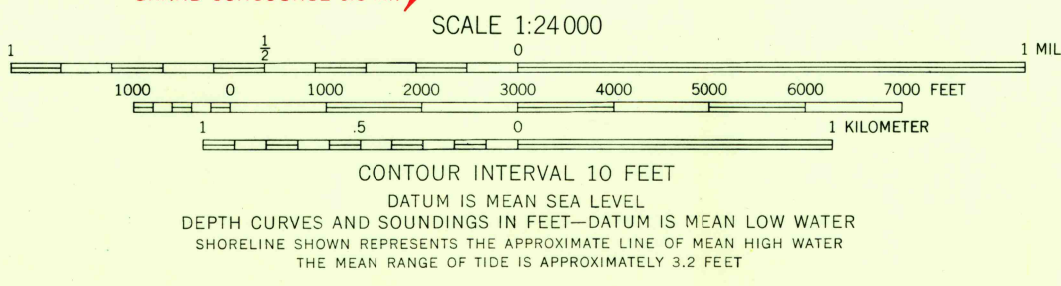 SCALE 1:24 000
1 1/2 0 1 MIL
1000 0 1000 2000 3000 4000 5000 6000 7000 FEET
1 .5 0 1 KILOMETER
CONTOUR INTERVAL 10 FEET
DATUM IS MEAN SEA LEVEL
DEPTH CURVES AND SOUNDINGS IN FEET—DATUM IS MEAN LOW WATER
SHORELINE SHOWN REPRESENTS THE APPROXIMATE LINE OF MEAN HIGH WATER
THE MEAN RANGE OF TIDE IS APPROXIMATELY 3.2 FEET